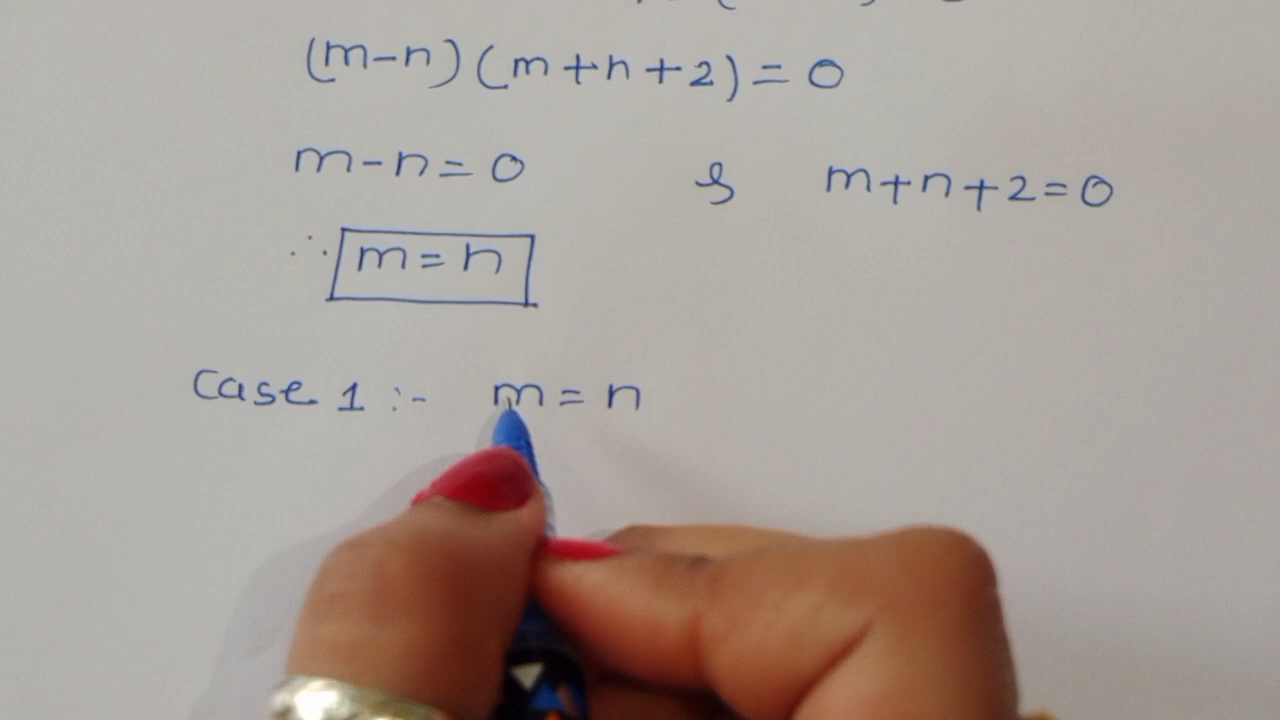 (m-n)(m+n+2)=0
m-n=0 & m+n+2=0
∴ m=n
Case 1 :- m=n